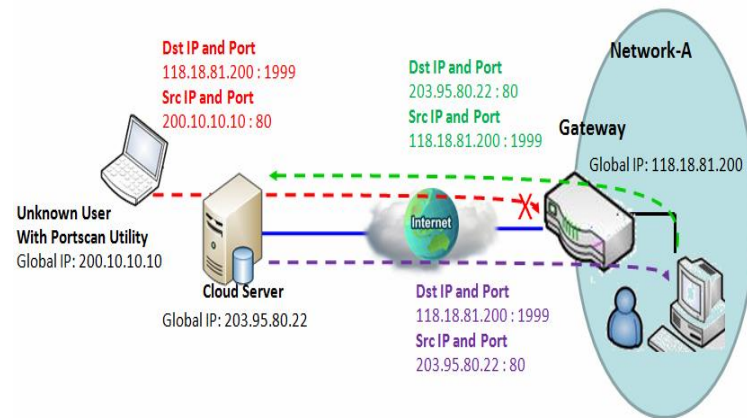 Dst IP and Port
118.18.81.200 : 1999
Src IP and Port
200.10.10.10 : 80
Dst IP and Port
203.95.80.22 : 80
Src IP and Port
118.18.81.200 : 1999
Network-A
Gateway
Global IP: 118.18.81.200
Unknown User
With Portscan Utility
Global IP: 200.10.10.10
Internet
Cloud Server
Global IP: 203.95.80.22
Dst IP and Port
118.18.81.200 : 1999
Src IP and Port
203.95.80.22 : 80